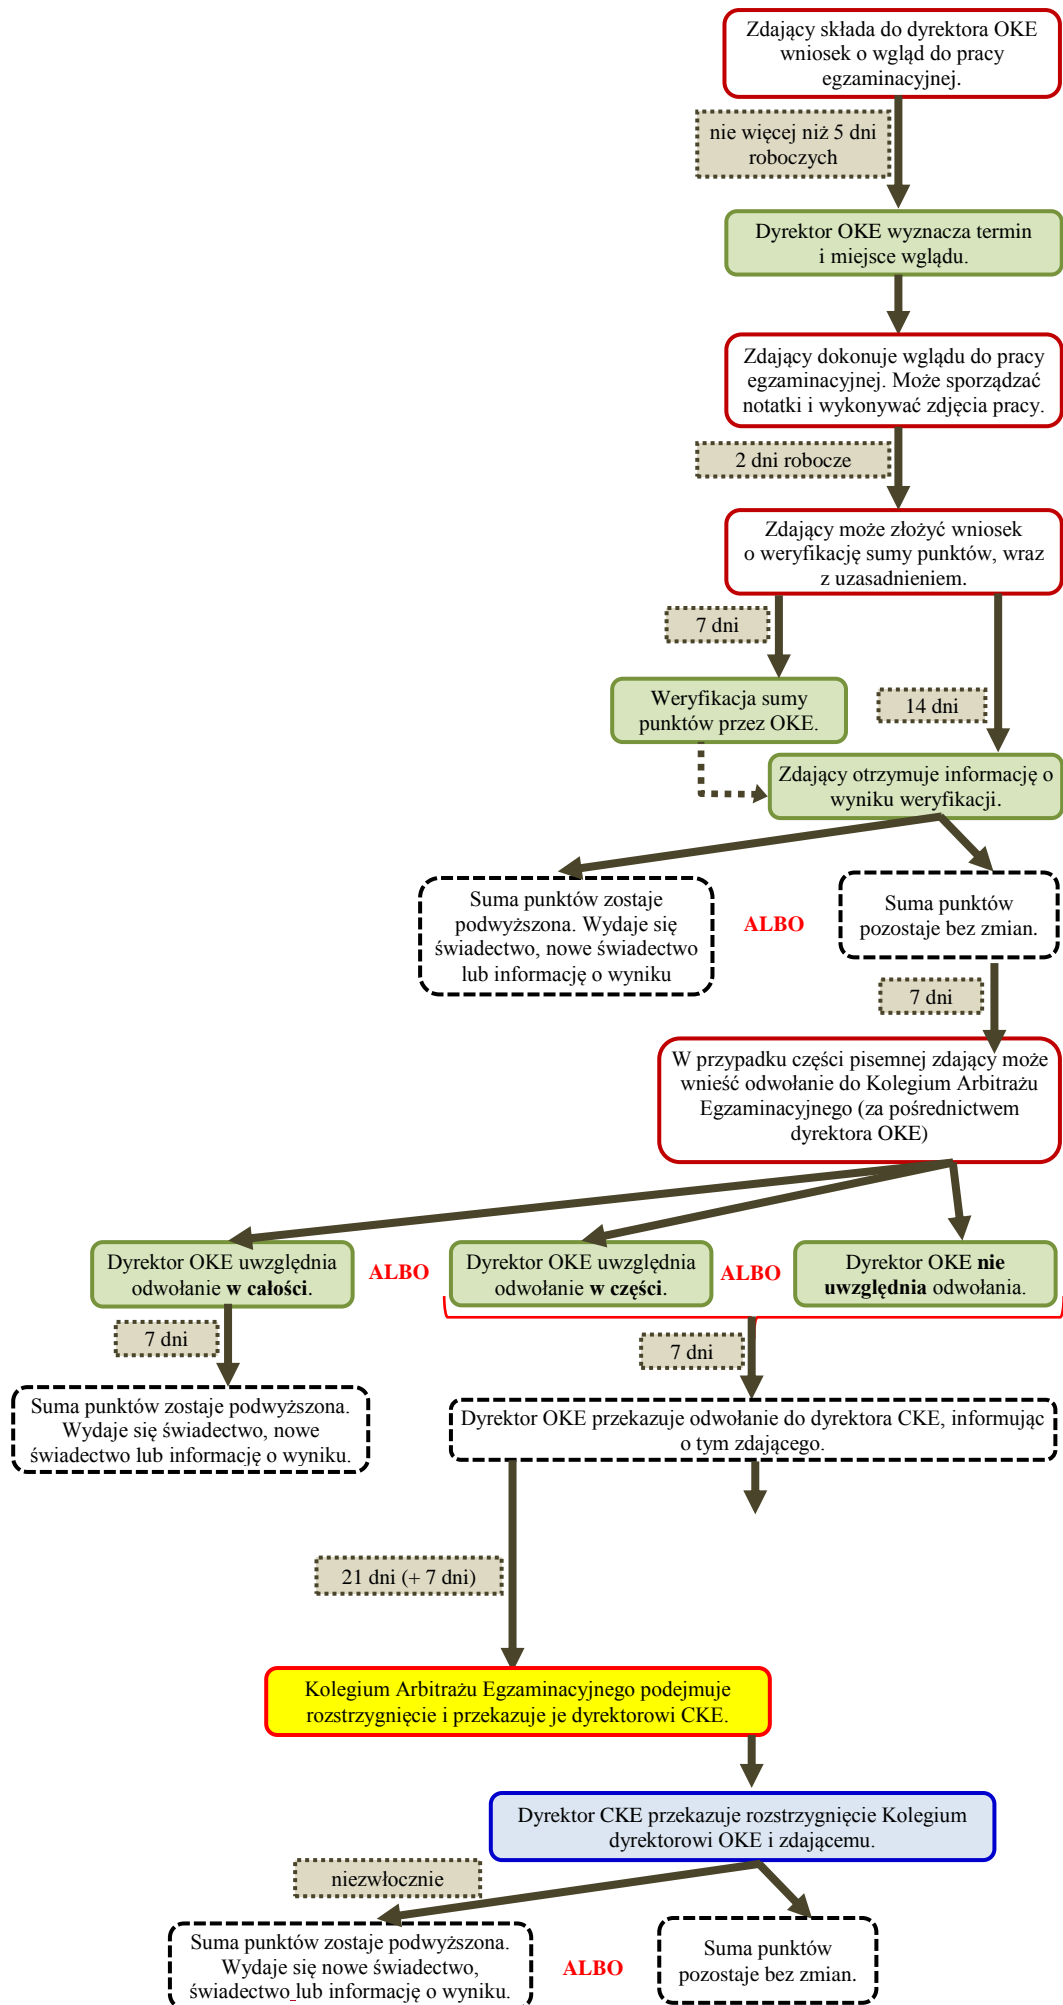 Zdający składa do dyrektora OKE
wniosek o wgląd do pracy
egzaminacyjnej.
nie więcej niż 5 dni
roboczych
Dyrektor OKE wyznacza termin
i miejsce wglądu.
Zdający dokonuje wglądu do pracy
egzaminacyjnej. Może sporządzać
notatki i wykonywać zdjęcia pracy.
2 dni robocze
Zdający może złożyć wniosek
o weryfikację sumy punktów, wraz
z uzasadnieniem.
7 dni
Weryfikacja sumy
punktów przez OKE.
14 dni
Zdający otrzymuje informację o
wyniku weryfikacji.
Suma punktów zostaje
podwyższona. Wydaje się
świadectwo, nowe świadectwo
lub informację o wyniku
ALBO
Suma punktów
pozostaje bez zmian.
7 dni
W przypadku części pisemnej zdający może
wnieść odwołanie do Kolegium Arbitrażu
Egzaminacyjnego (za pośrednictwem
dyrektora OKE)
Dyrektor OKE uwzględnia
odwołanie w całości.
ALBO
Dyrektor OKE uwzględnia
odwołanie w części.
ALBO
Dyrektor OKE nie
uwzględnia odwołania.
7 dni
7 dni
Suma punktów zostaje podwyższona.
Wydaje się świadectwo, nowe
świadectwo lub informację o wyniku.
Dyrektor OKE przekazuje odwołanie do dyrektora CKE, informując
o tym zdającego.
21 dni (+ 7 dni)
Kolegium Arbitrażu Egzaminacyjnego podejmuje
rozstrzygnięcie i przekazuje je dyrektorowi CKE.
Dyrektor CKE przekazuje rozstrzygnięcie Kolegium
dyrektorowi OKE i zdającemu.
niezwłocznie
Suma punktów zostaje podwyższona.
Wydaje się nowe świadectwo,
świadectwo lub informację o wyniku.
ALBO
Suma punktów
pozostaje bez zmian.